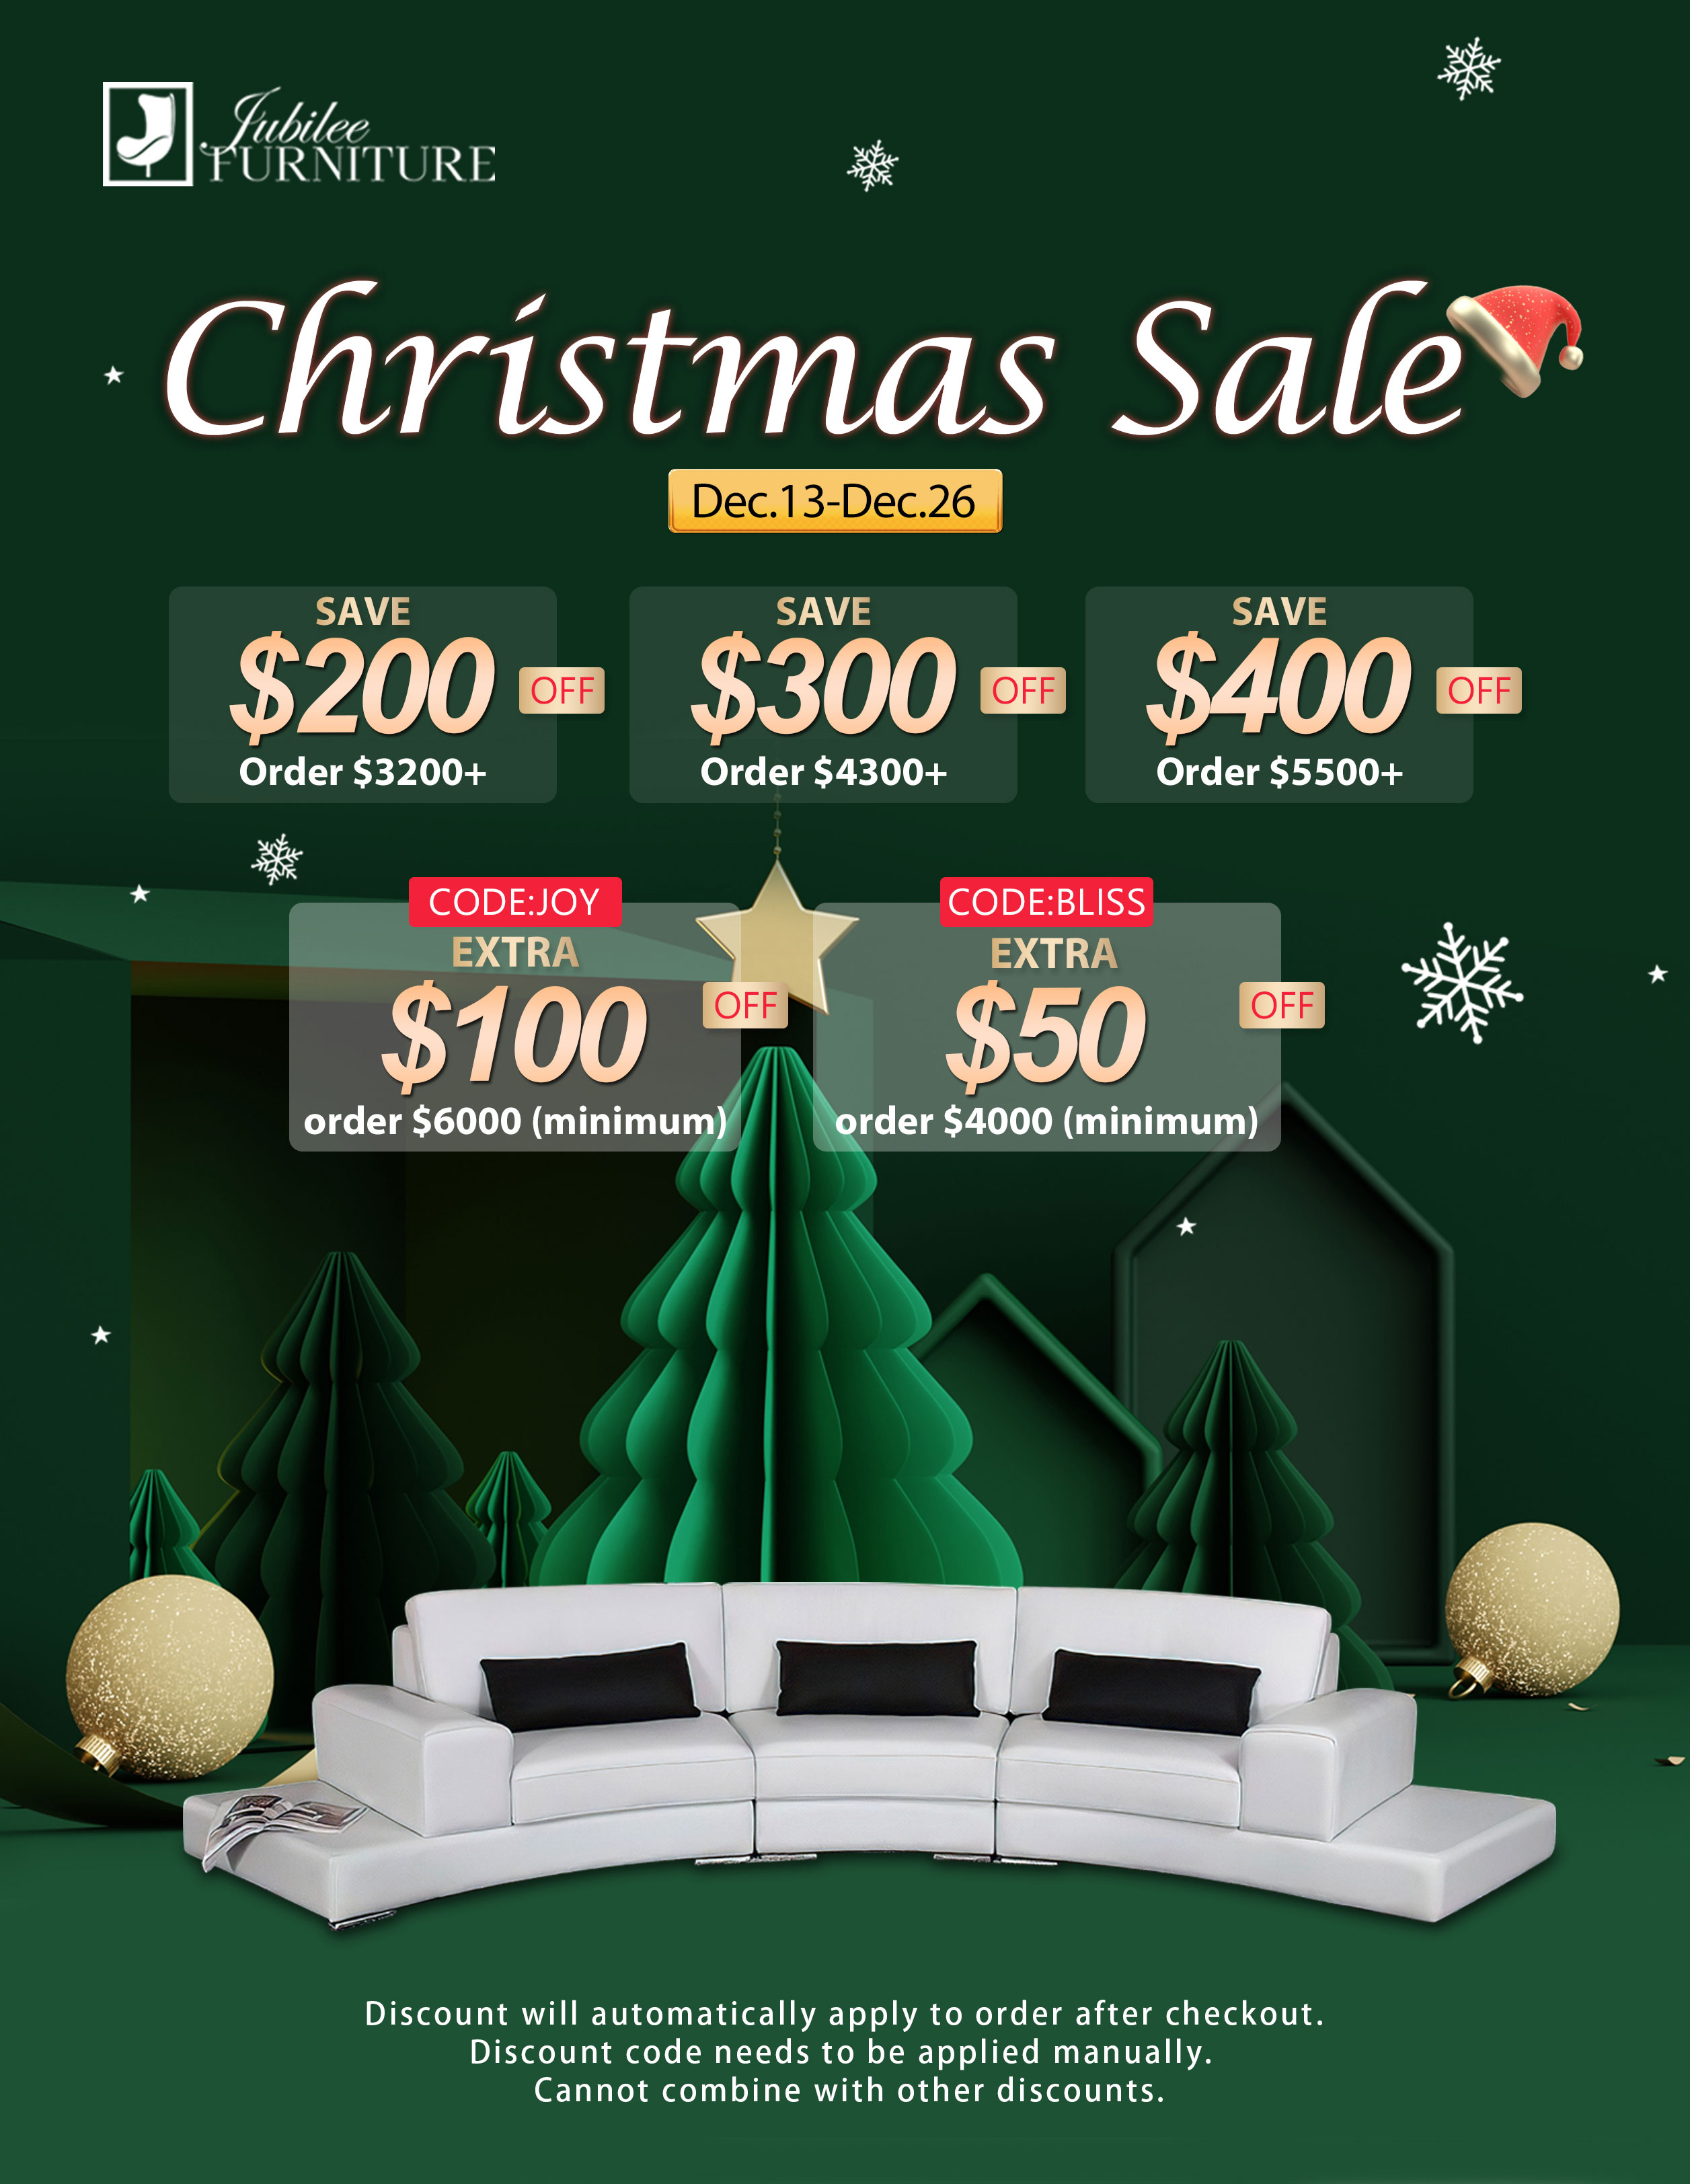 Jubilee
FURNITURE
Christmas Sale
Dec.13-Dec.26
SAVE
$200
OFF
Order $3200+
SAVE
$300
OFF
Order $4300+
SAVE
$400
OFF
Order $5500+
CODE:JOY
EXTRA
$100
OFF
order $6000 (minimum)
CODE:BLISS
EXTRA
$50
OFF
order $4000 (minimum)
Discount will automatically apply to order after checkout.
Discount code needs to be applied manually.
Cannot combine with other discounts.